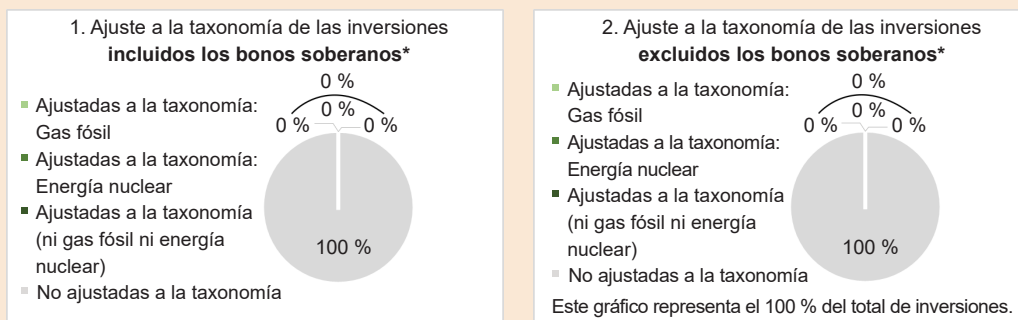 1. Ajuste a la taxonomía de las inversiones
incluidos los bonos soberanos*
Ajustadas a la taxonomía:
Gas fósil
Ajustadas a la taxonomía:
Energía nuclear
Ajustadas a la taxonomía
(ni gas fósil ni energía
nuclear)
No ajustadas a la taxonomía
0 %
0 %
0 %
0 %
100 %
2. Ajuste a la taxonomía de las inversiones
excluidos los bonos soberanos*
Ajustadas a la taxonomía:
Gas fósil
Ajustadas a la taxonomía:
Energía nuclear
Ajustadas a la taxonomía
(ni gas fósil ni energía
nuclear)
No ajustadas a la taxonomía
0 %
0 %
0 %
0 %
100 %
Este gráfico representa el 100 % del total de inversiones.